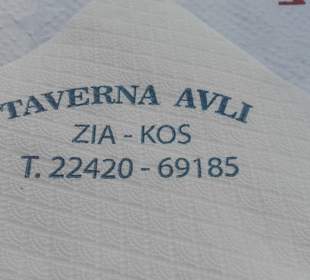 TAVERNA AVLI
ZIA - KOS
T. 22420 - 69185